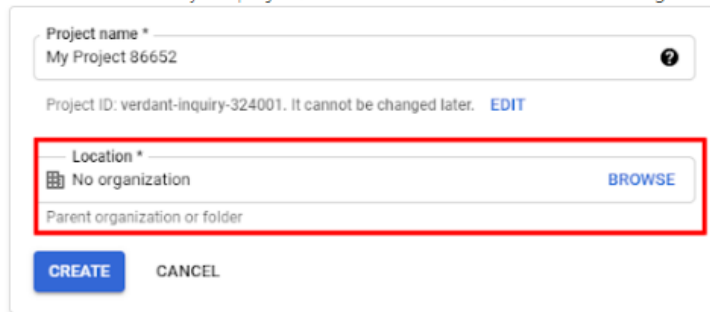 Project name *
My Project 86652
Project ID: verdant-inquiry-324001. It cannot be changed later. EDIT
Location *
No organization BROWSE
Parent organization or folder
CREATE CANCEL